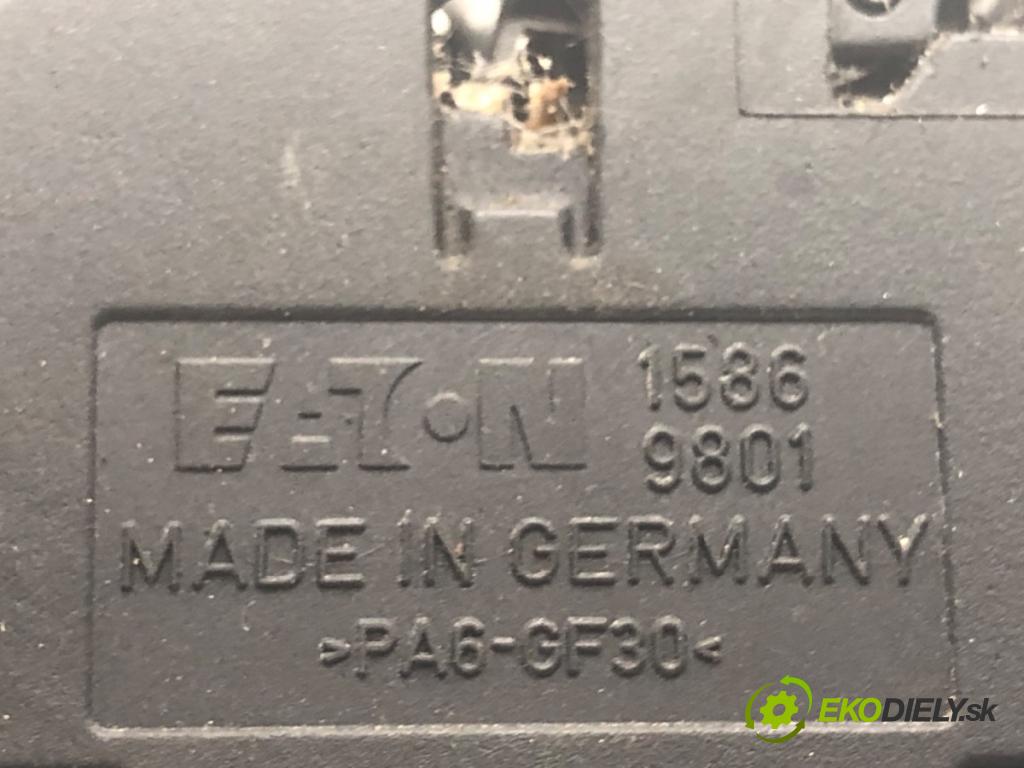 EATON 1586
9801
MADE IN GERMANY
>PA6-GF30<
EKODIELY.sk